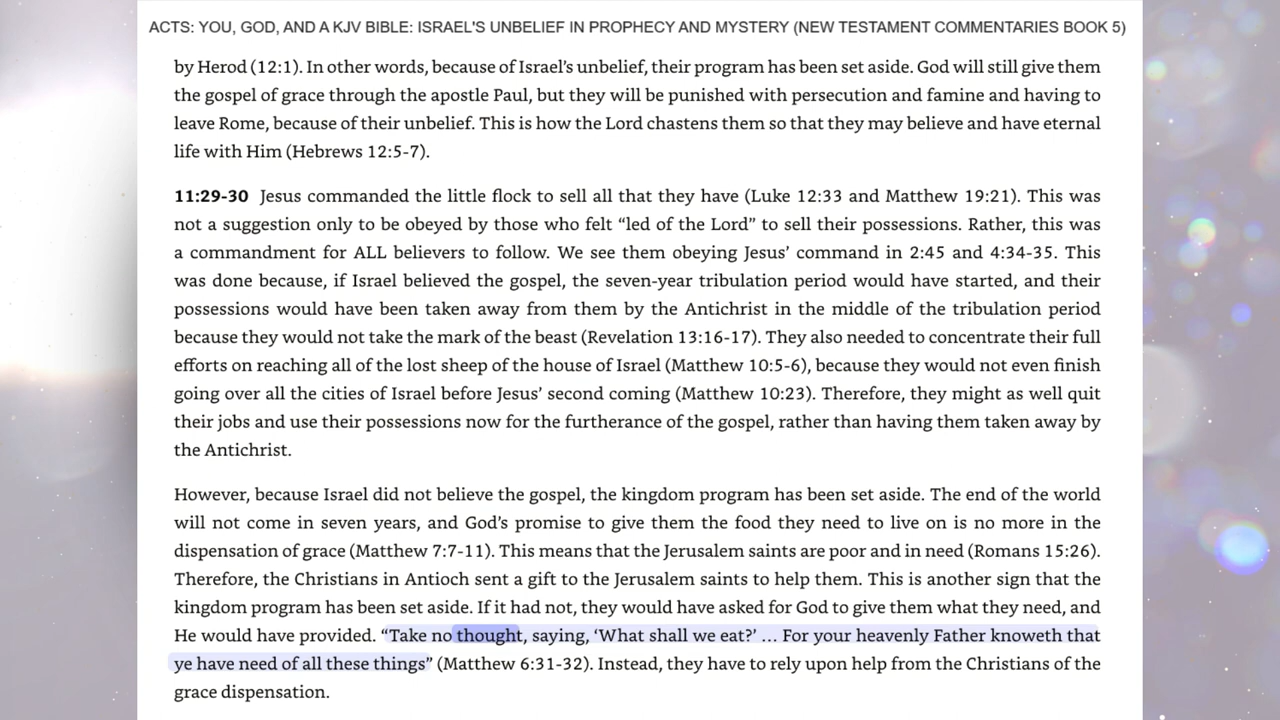 ACTS: YOU, GOD, AND A KJV BIBLE: ISRAEL'S UNBELIEF IN PROPHECY AND MYSTERY (NEW TESTAMENT COMMENTARIES BOOK 5)
by Herod (12:1). In other words, because of Israel’s unbelief, their program has been set aside. God will still give them
the gospel of grace through the apostle Paul, but they will be punished with persecution and famine and having to
leave Rome, because of their unbelief. This is how the Lord chastens them so that they may believe and have eternal
life with Him (Hebrews 12:5-7).
11:29-30 Jesus commanded the little flock to sell all that they have (Luke 12:33 and Matthew 19:21). This was
not a suggestion only to be obeyed by those who felt “led of the Lord” to sell their possessions. Rather, this was
a commandment for ALL believers to follow. We see them obeying Jesus’ command in 2:45 and 4:34-35. This
was done because, if Israel believed the gospel, the seven-year tribulation period would have started, and their
possessions would have been taken away from them by the Antichrist in the middle of the tribulation period
because they would not take the mark of the beast (Revelation 13:16-17). They also needed to concentrate their full
efforts on reaching all of the lost sheep of the house of Israel (Matthew 10:5-6), because they would not even finish
going over all the cities of Israel before Jesus’ second coming (Matthew 10:23). Therefore, they might as well quit
their jobs and use their possessions now for the furtherance of the gospel, rather than having them taken away by
the Antichrist.
However, because Israel did not believe the gospel, the kingdom program has been set aside. The end of the world
will not come in seven years, and God’s promise to give them the food they need to live on is no more in the
dispensation of grace (Matthew 7:7-11). This means that the Jerusalem saints are poor and in need (Romans 15:26).
Therefore, the Christians in Antioch sent a gift to the Jerusalem saints to help them. This is another sign that the
kingdom program has been set aside. If it had not, they would have asked for God to give them what they need, and
He would have provided. “Take no thought, saying, ‘What shall we eat?’ … For your heavenly Father knoweth that
ye have need of all these things” (Matthew 6:31-32). Instead, they have to rely upon help from the Christians of the
grace dispensation.